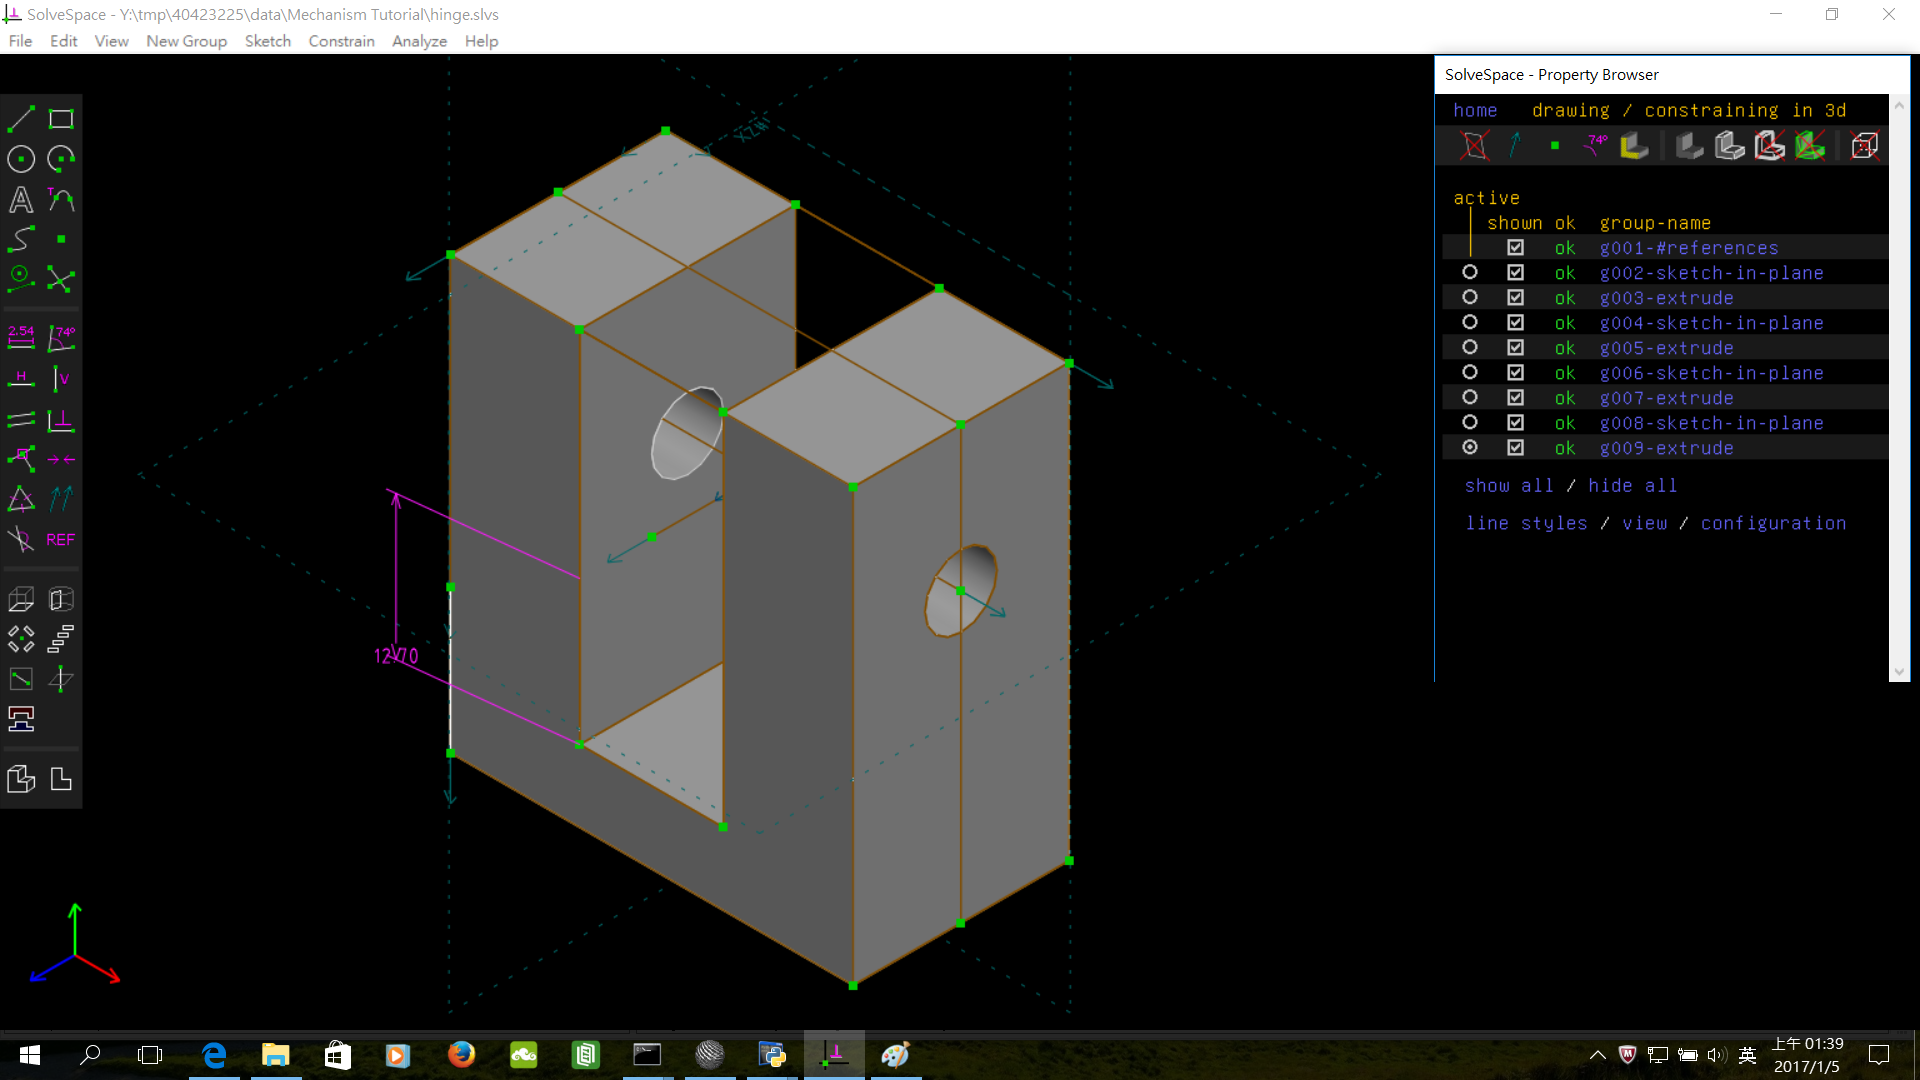 SolveSpace - Y:\tmp\40423225\data\Mechanism Tutorial\hinge.slvs
File Edit View New Group Sketch Constrain Analyze Help
SolveSpace - Property Browser
home drawing / constraining in 3d
74°
active
shown ok group-name
ok g001-#references
ok g002-sketch-in-plane
ok g003-extrude
ok g004-sketch-in-plane
ok g005-extrude
ok g006-sketch-in-plane
ok g007-extrude
ok g008-sketch-in-plane
ok g009-extrude
show all / hide all
line styles / view / configuration
A T
2.54 74°
H V
REF
12.70
英
上午 01:39
2017/1/5